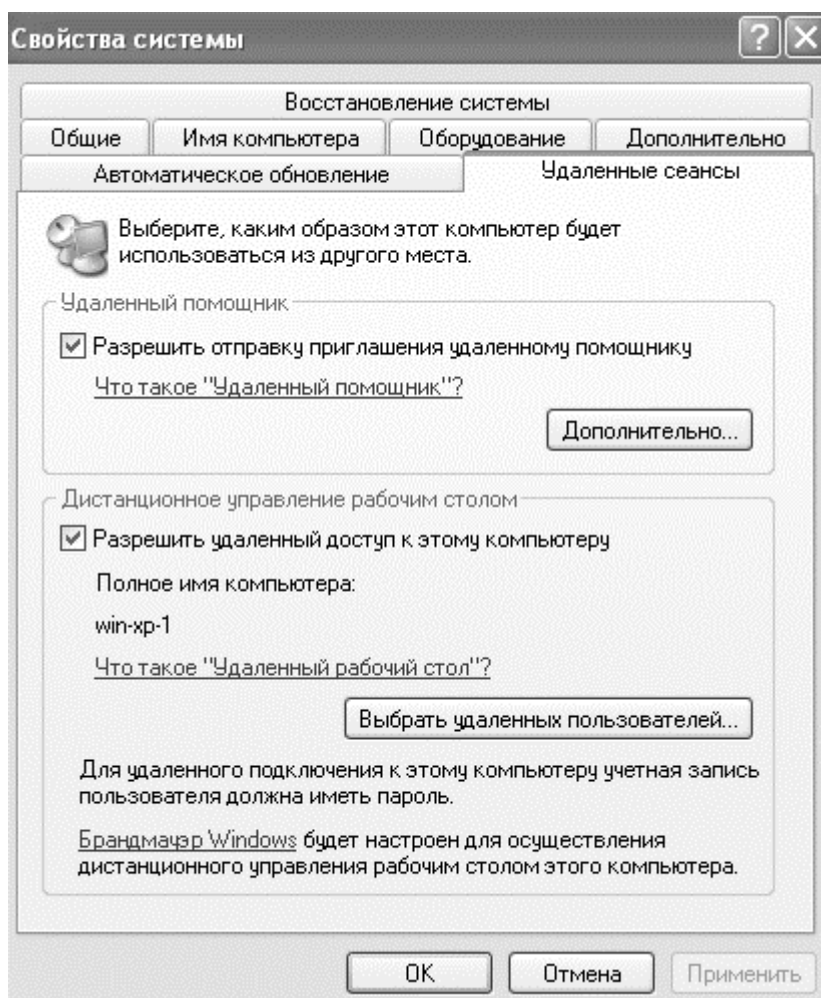 Свойства системы
Восстановление системы
Общие
Имя компьютера
Оборудование
Дополнительно
Автоматическое обновление
Удаленные сеансы
Выберите, каким образом этот компьютер будет
использоваться из другого места.
Удаленный помощник
Разрешить отправку приглашения удаленному помощнику
Что такое "Удаленный помощник"?
Дополнительно...
Дистанционное управление рабочим столом
Разрешить удаленный доступ к этому компьютеру
Полное имя компьютера:
win-xp-1
Что такое "Удаленный рабочий стол"?
Выбрать удаленных пользователей...
Для удаленного подключения к этому компьютеру учетная запись
пользователя должна иметь пароль.
Брандмауэр Windows будет настроен для осуществления
дистанционного управления рабочим столом этого компьютера.
OK
Отмена
Применить